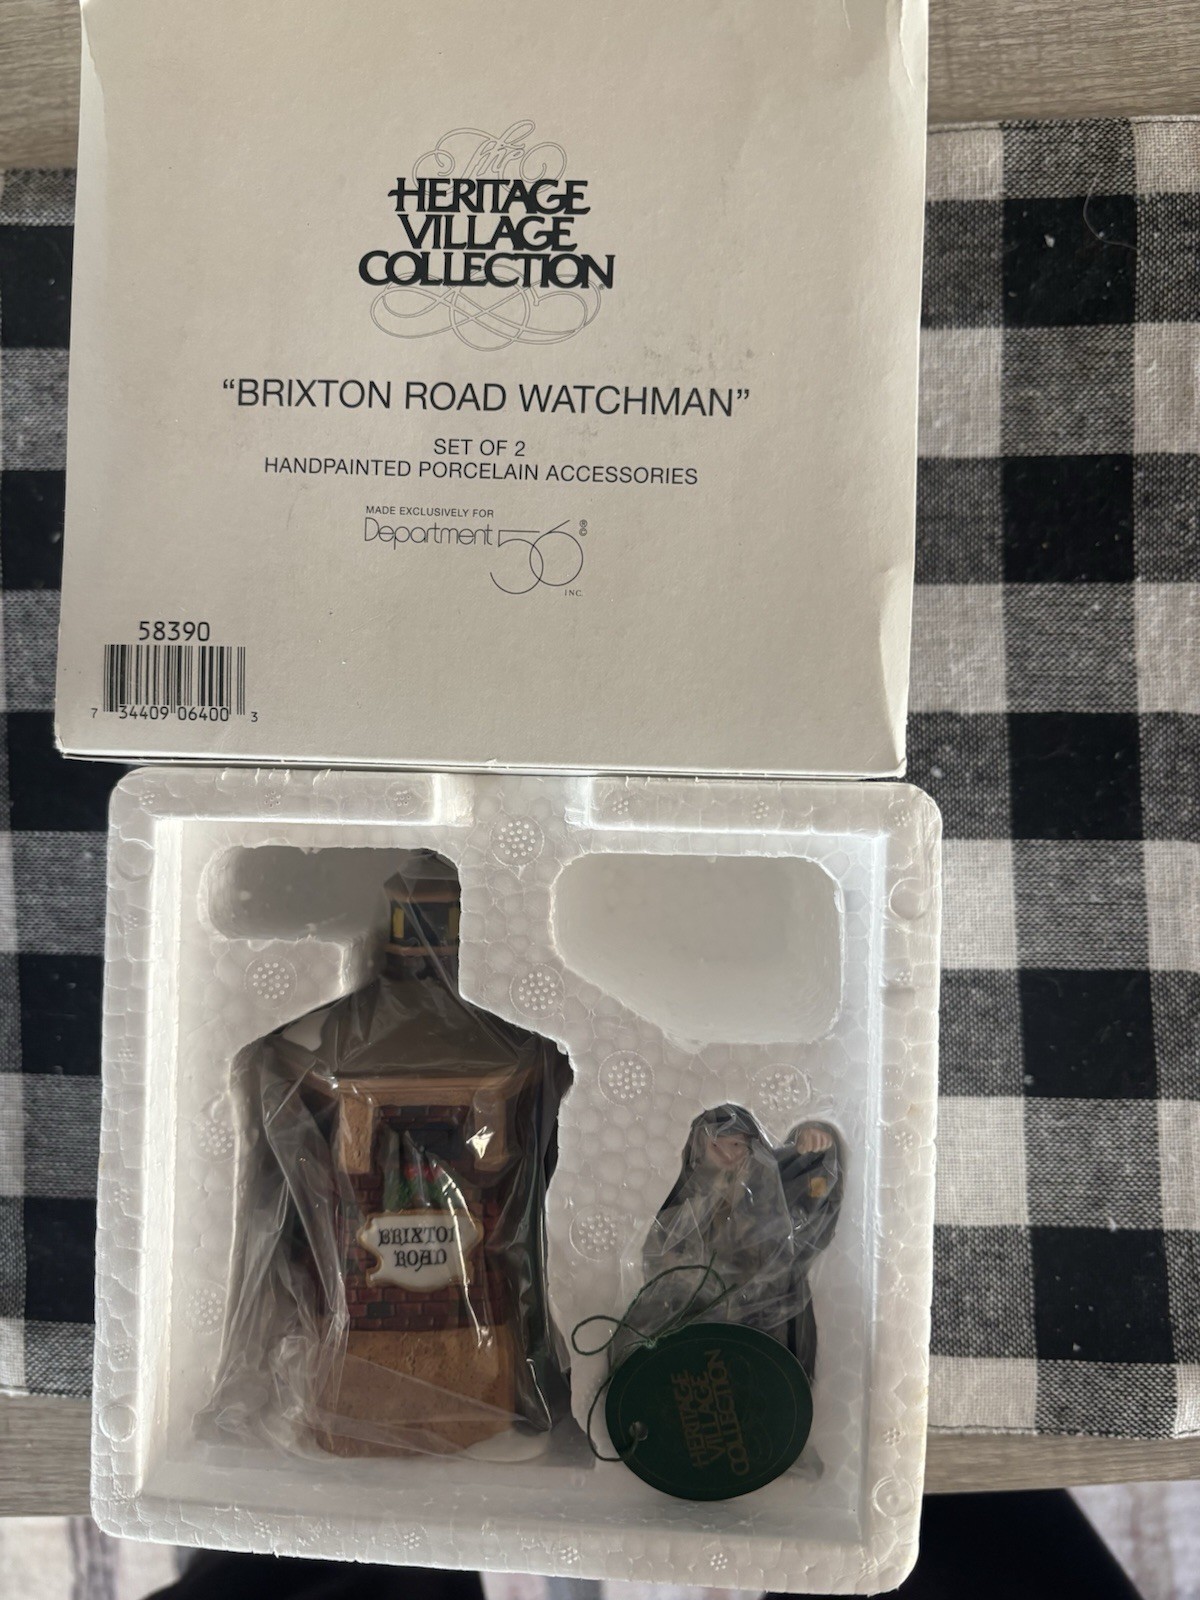 The
HERITAGE
VILLAGE
COLLECTION
“BRIXTON ROAD WATCHMAN”
SET OF 2
HANDPAINTED PORCELAIN ACCESSORIES
MADE EXCLUSIVELY FOR
Department 56 ® ©
INC.
58390
7 34409 06400 3
BRIXTON
ROAD
HERITAGE
VILLAGE
COLLECTION